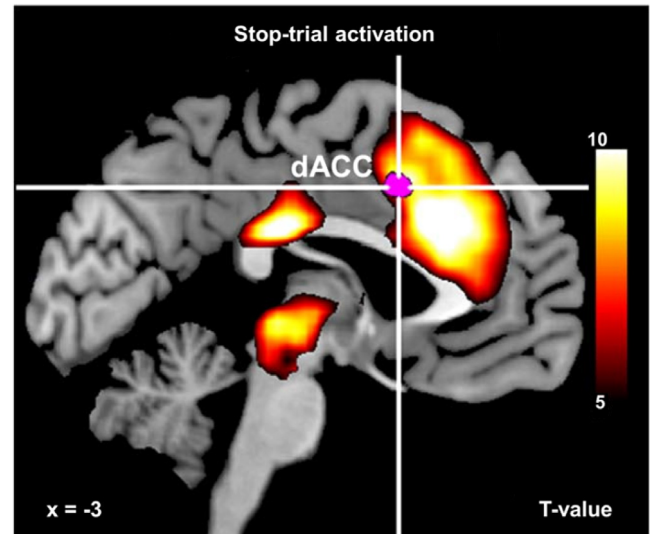 Stop-trial activation
dACC
10
5
x = -3
T-value